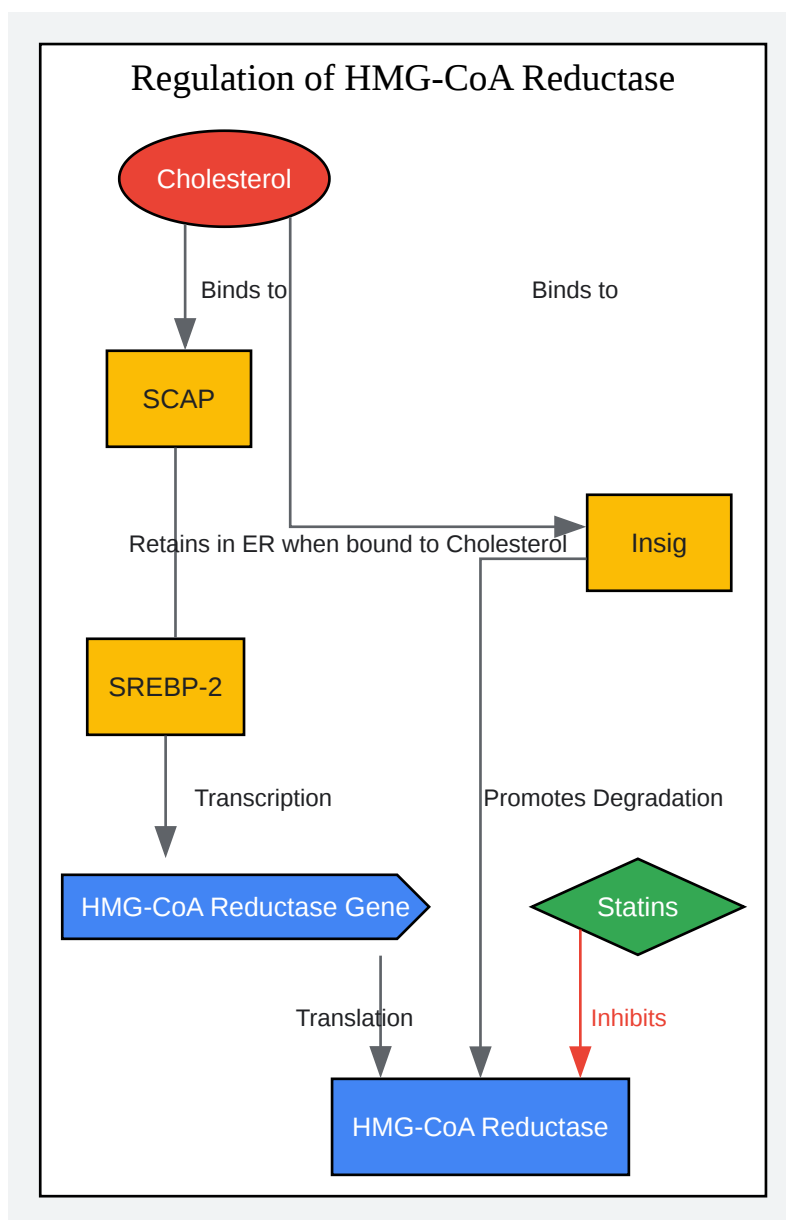 Regulation of HMG-CoA Reductase
Cholesterol
Binds to
Binds to
SCAP
Retains in ER when bound to Cholesterol
Insig
SREBP-2
Transcription
Promotes Degradation
HMG-CoA Reductase Gene
Statins
Translation
Inhibits
HMG-CoA Reductase